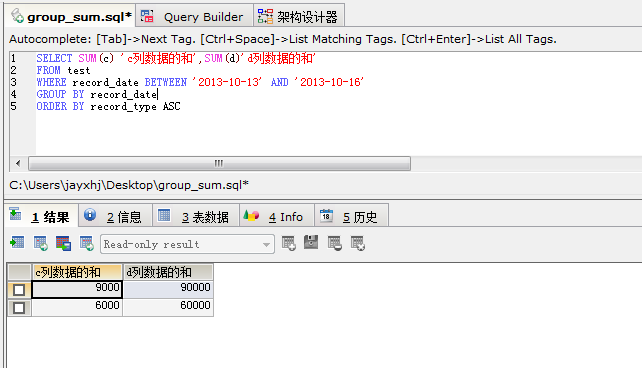 group_sum.sql* Query Builder 架构设计器
Autocomplete: [Tab]->Next Tag. [Ctrl+Space]->List Matching Tags. [Ctrl+Enter]->List All Tags.
1 SELECT SUM(c) 'c列数据的和',SUM(d)'d列数据的和'
2 FROM test
3 WHERE record_date BETWEEN '2013-10-13' AND '2013-10-16'
4 GROUP BY record_date
5 ORDER BY record_type ASC
C:\Users\jayxhj\Desktop\group_sum.sql*
1 结果 2 信息 3 表数据 4 Info 18 5 历史
Read-only result
c列数据的和 d列数据的和
9000 90000
6000 60000